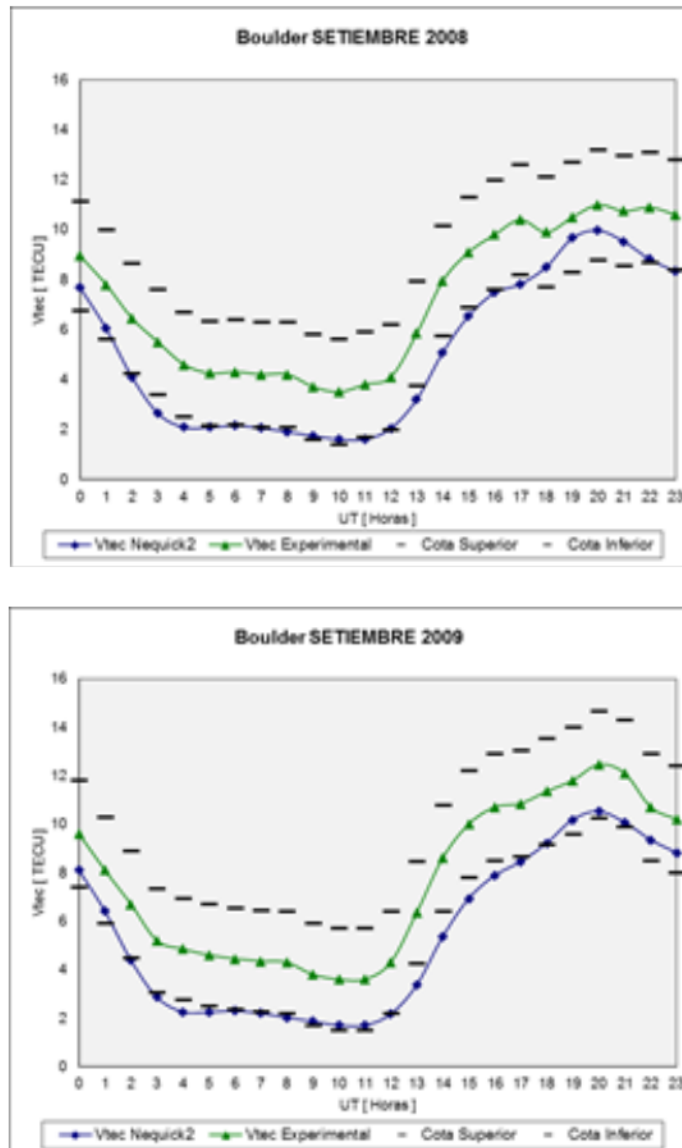 Boulder SETIEMBRE 2008
16
14
12
10
8
6
4
2
0
Vtec [ TECU ]
0 1 2 3 4 5 6 7 8 9 10 11 12 13 14 15 16 17 18 19 20 21 22 23
UT [ Horas ]
Vtec Nequick2 Vtec Experimental Cota Superior Cota Inferior
Boulder SETIEMBRE 2009
16
14
12
10
8
6
4
2
0
Vtec [ TECU ]
0 1 2 3 4 5 6 7 8 9 10 11 12 13 14 15 16 17 18 19 20 21 22 23
UT [ Horas ]
Vtec Nequick2 Vtec Experimental Cota Superior Cota Inferior